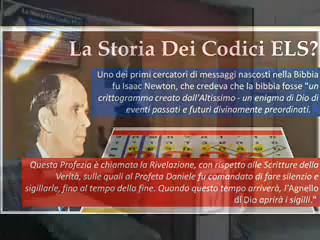 La Storia Dei Codici ELS?
Uno dei primi cercatori di messaggi nascosti nella Bibbia
fu Isaac Newton, che credeva che la bibbia fosse "un
crittogramma creato dall'Altissimo - un enigma di Dio di
eventi passati e futuri divinamente preordinati.
Questa Profezia è chiamata la Rivelazione, con rispetto alle Scritture della
Verità, sulle quali al Profeta Daniele fu comandato di fare silenzio e
sigillarle, fino al tempo della fine. Quando questo tempo arriverà, l'Agnello
di Dio aprirà i sigilli."